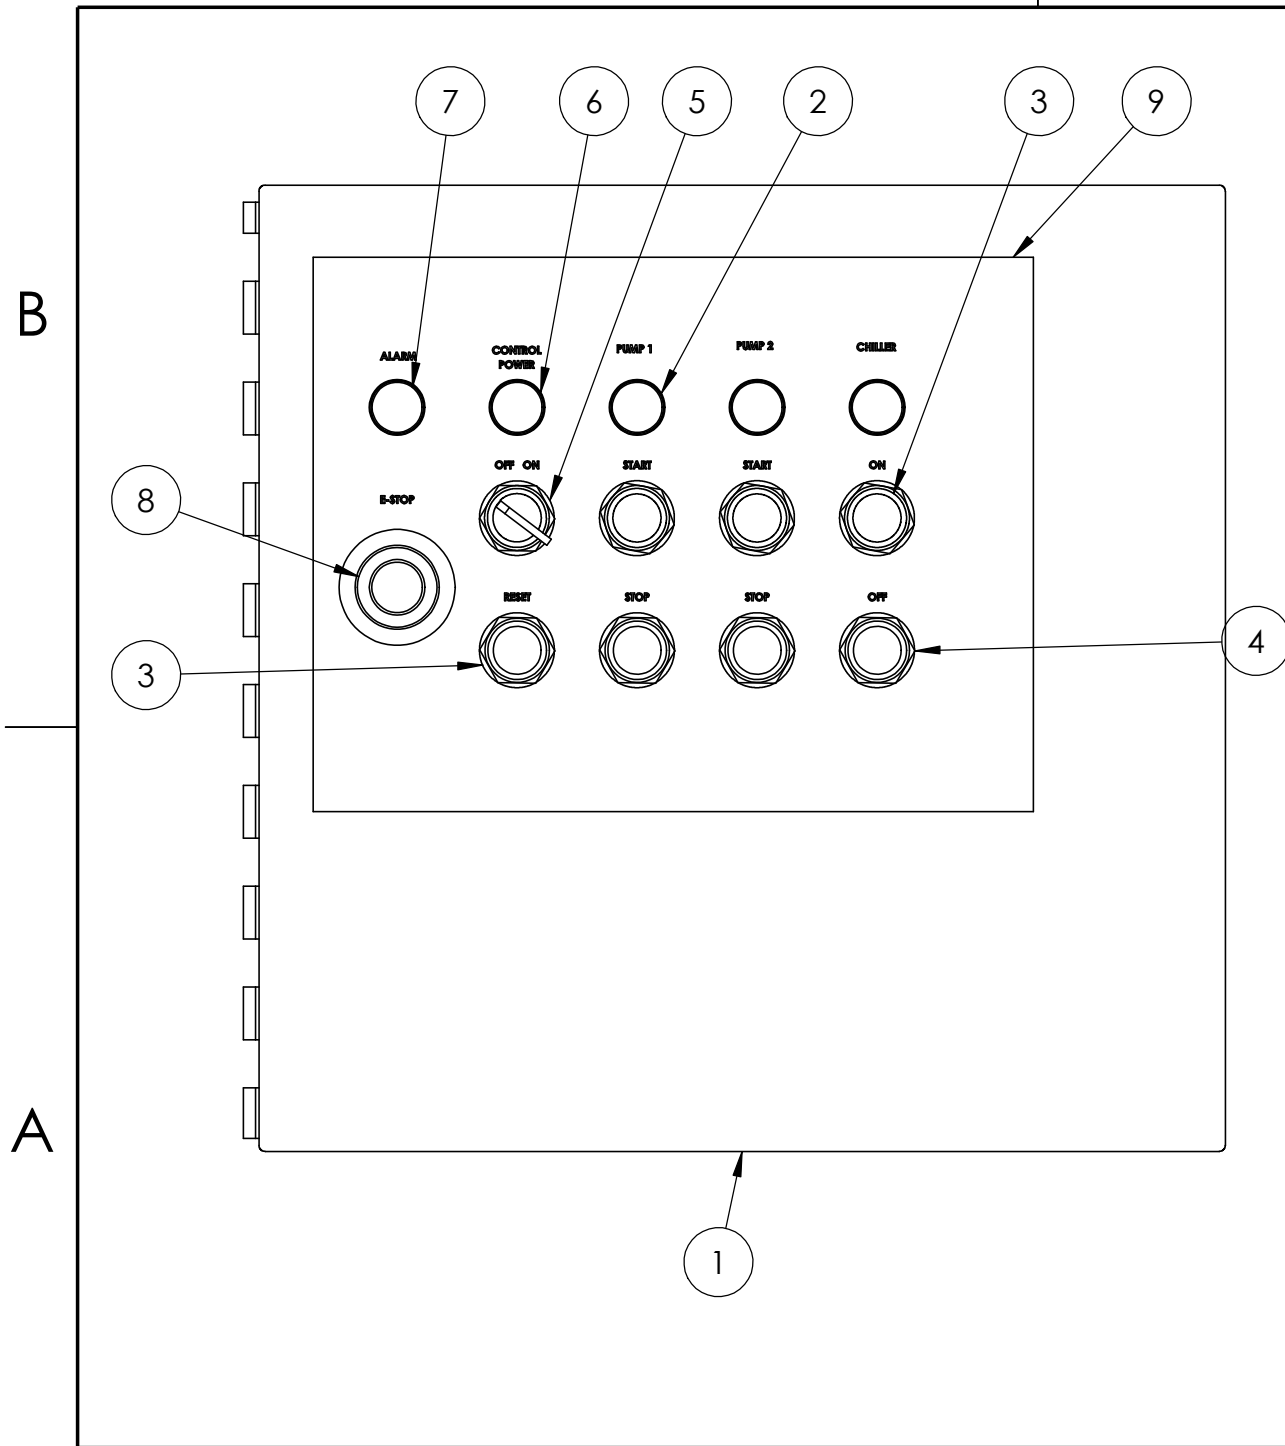 7 6 5 2 3 9
B
ALARM CONTROL POWER PUMP 1 PUMP 2 CHILLER
OFF ON START START ON
8 E-STOP
RESET STOP STOP OFF
3 4
A
1